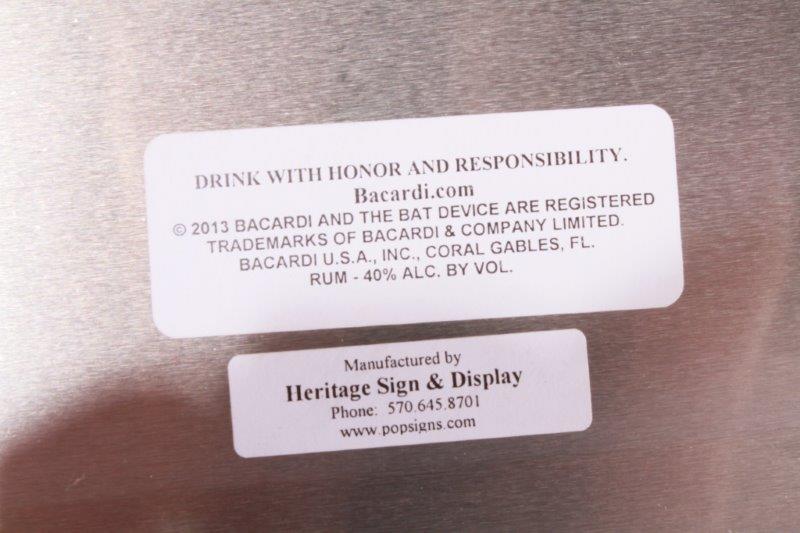 DRINK WITH HONOR AND RESPONSIBILITY.
Bacardi.com
© 2013 BACARDI AND THE BAT DEVICE ARE REGISTERED
TRADEMARKS OF BACARDI & COMPANY LIMITED.
BACARDI U.S.A., INC., CORAL GABLES, FL.
RUM - 40% ALC. BY VOL.
Manufactured by
Heritage Sign & Display
Phone: 570.645.8701
www.popsigns.com